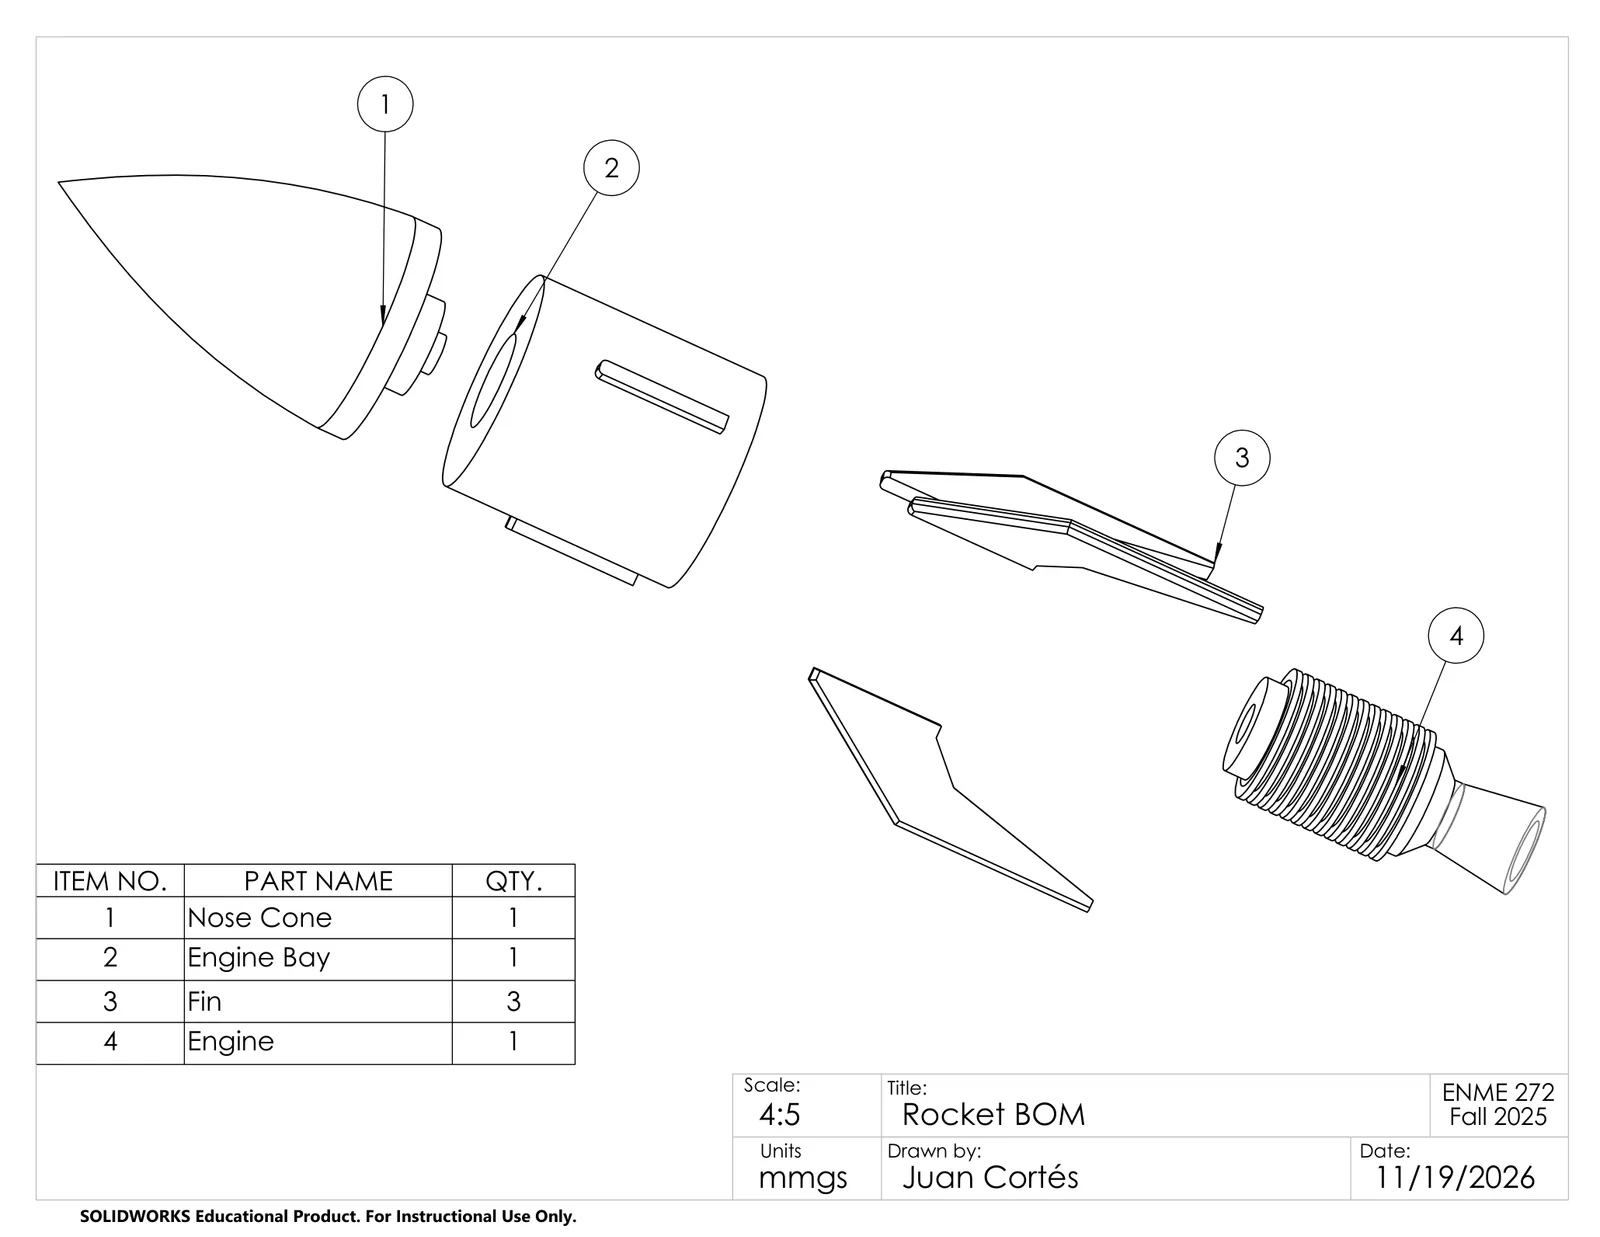 1
2
3
4
ITEM NO. PART NAME QTY.
1 Nose Cone 1
2 Engine Bay 1
3 Fin 3
4 Engine 1
Scale:
4:5
Title:
Rocket BOM
ENME 272
Fall 2025
Units
mmgs
Drawn by:
Juan Cortés
Date:
11/19/2026
SOLIDWORKS Educational Product. For Instructional Use Only.